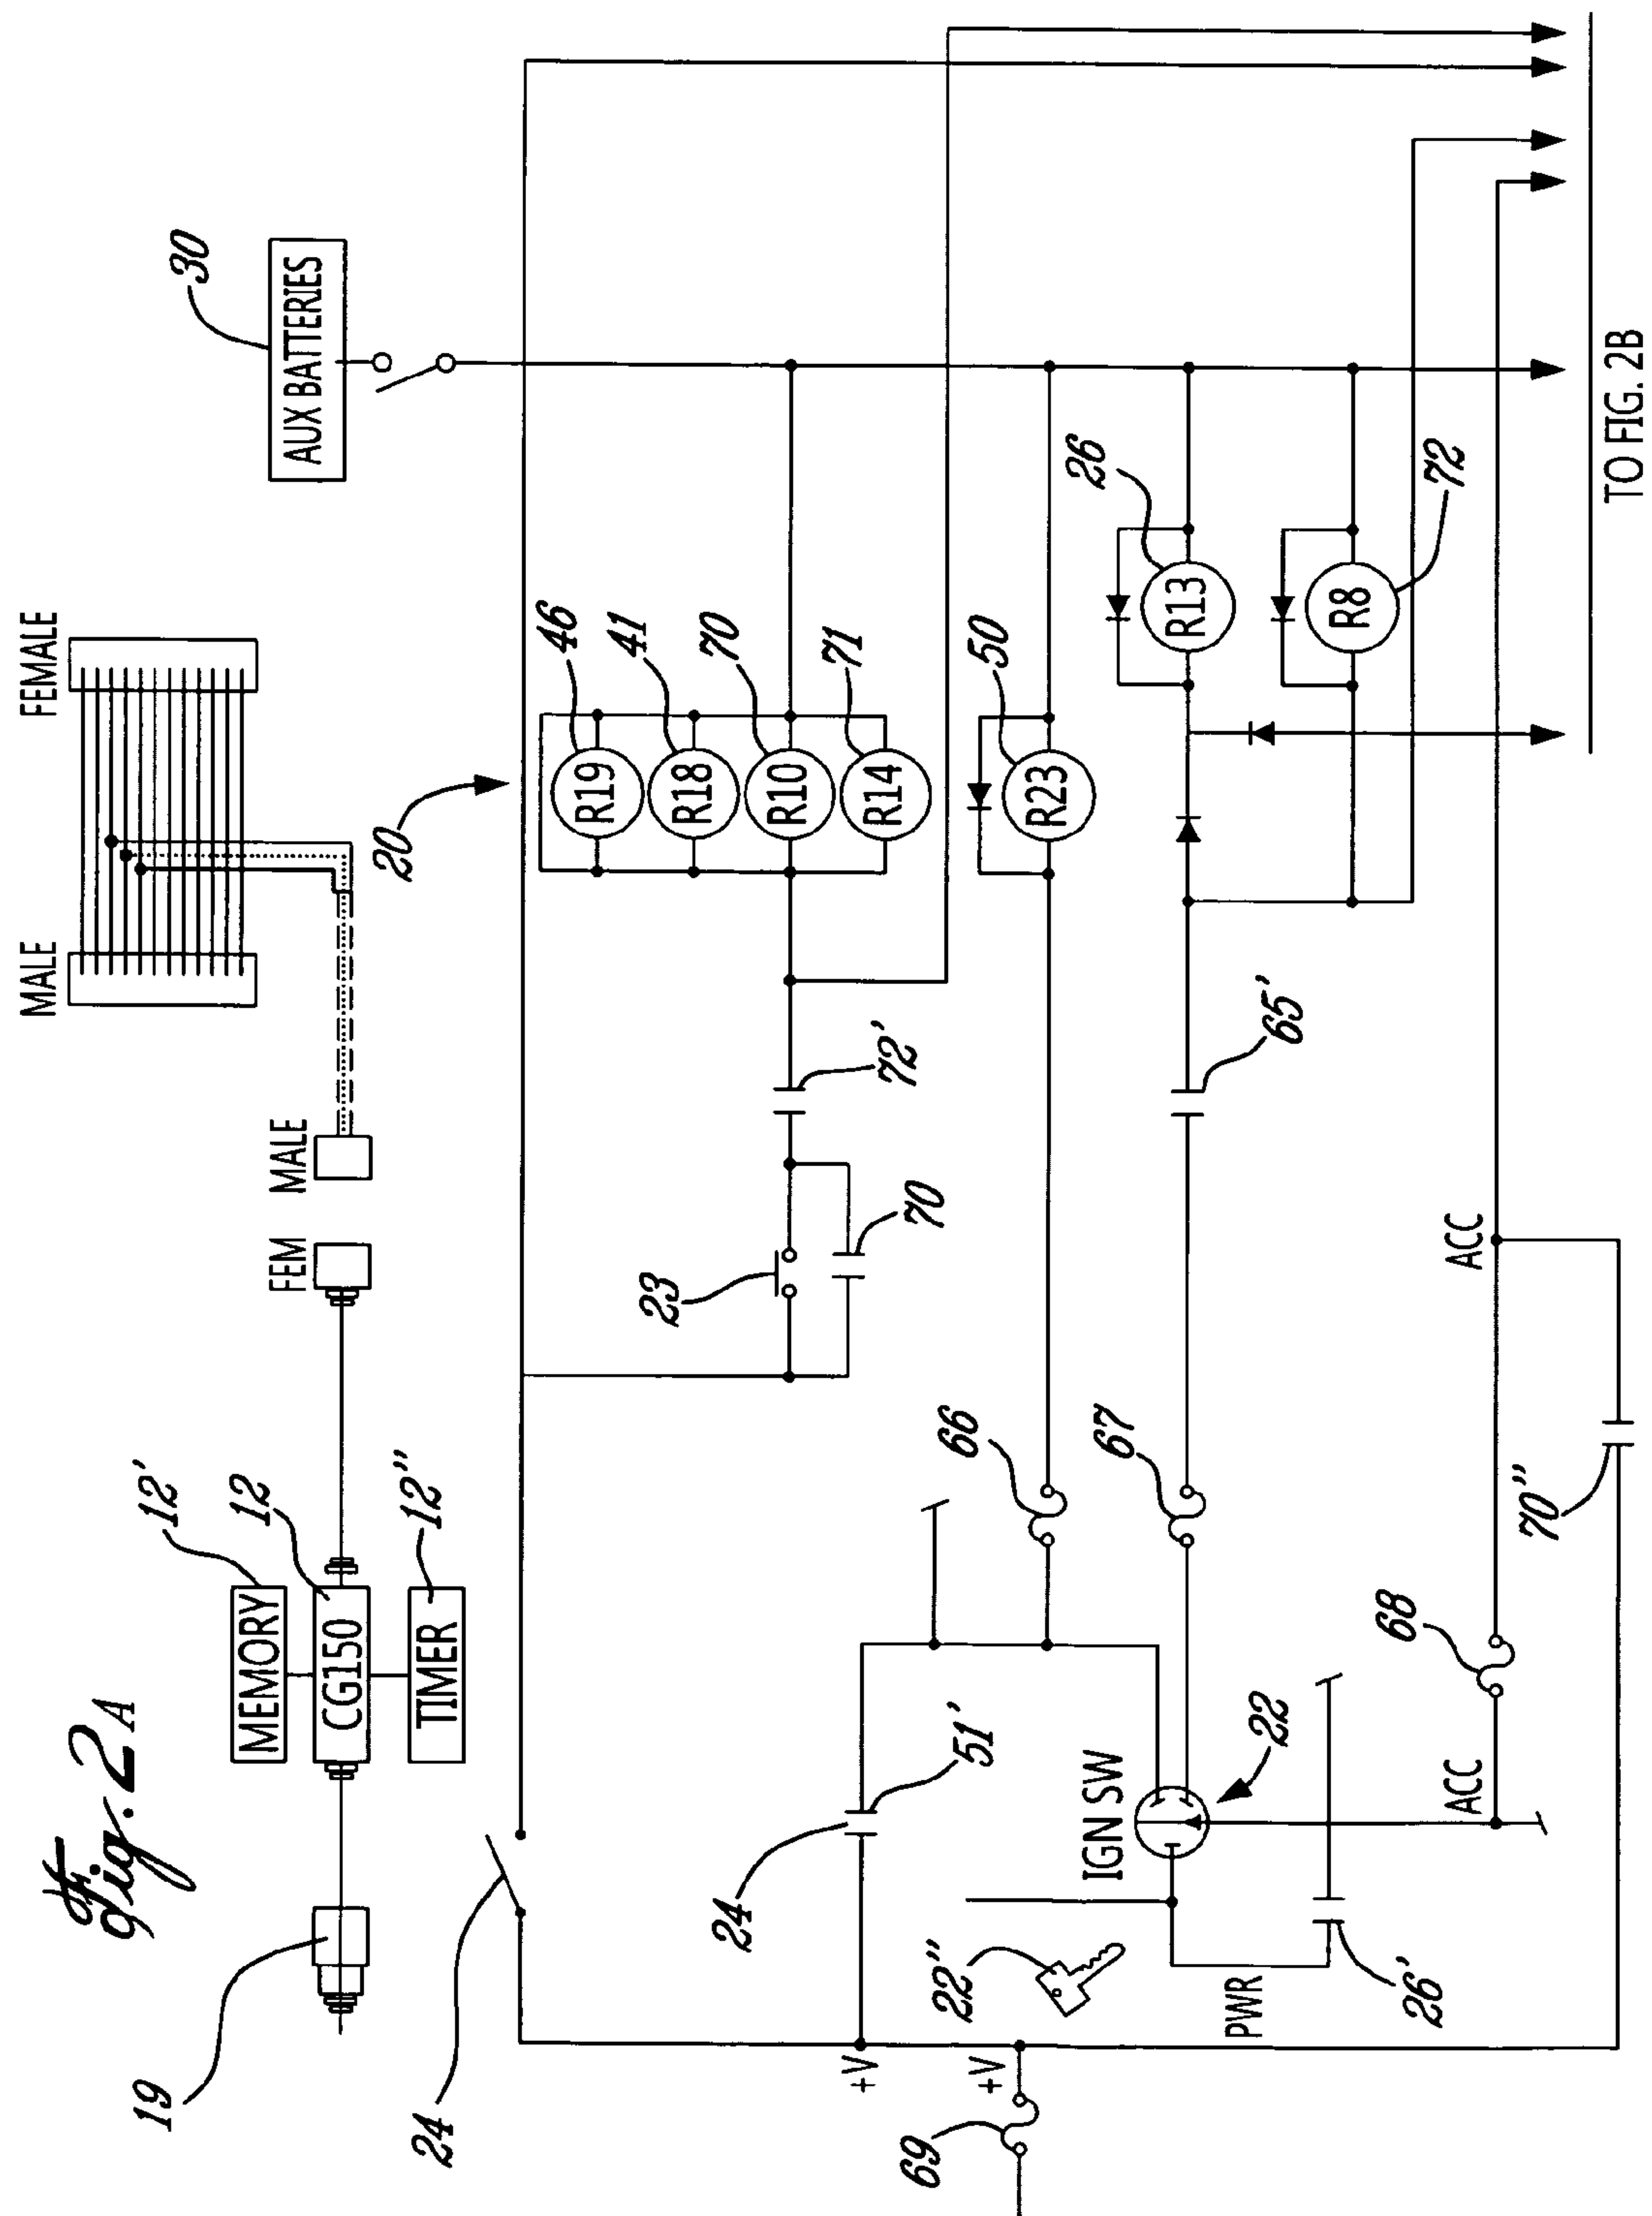 Fig. 2A
19
MEMORY
12'
CG150
12
TIMER
12"
FEM
MALE
MALE
FEMALE
AUX BATTERIES
30
20
24
23
70
72'
R19
46
R18
41
R10
70
R14
71
R23
50
R13
26
R8
72
24
51'
66
67
65'
IGN SW
22
22"
PWR
26'
ACC
68
ACC
70"
+V
+V
69
TO FIG. 2B